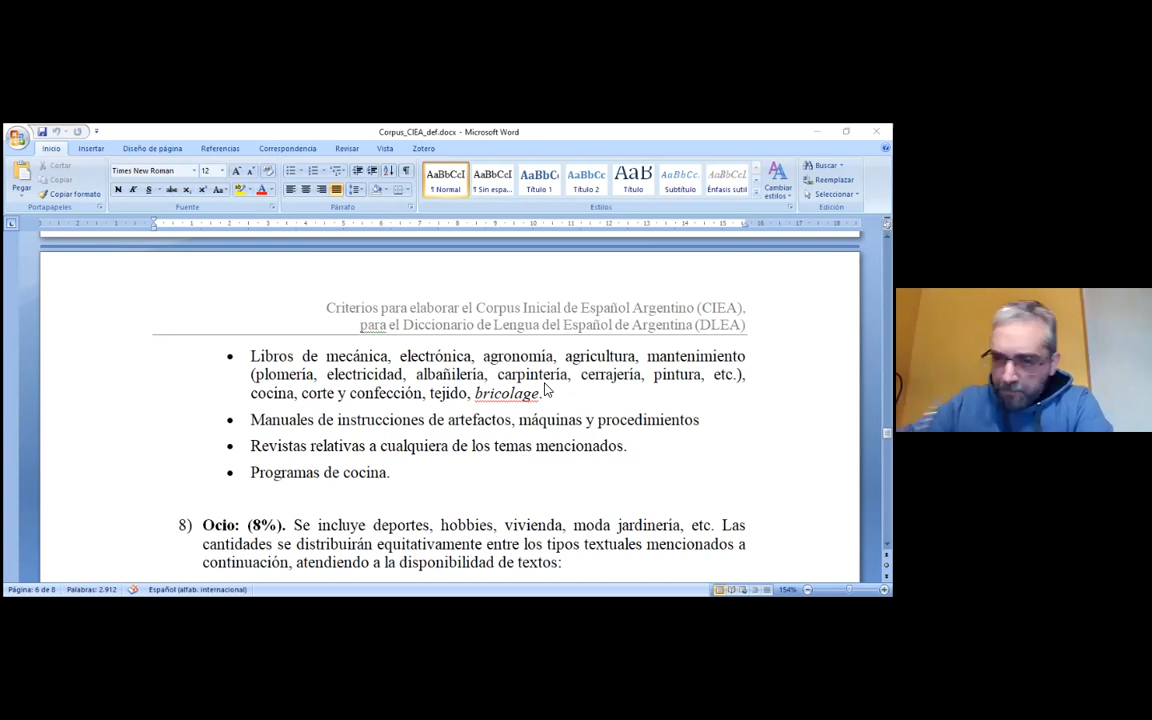 Corpus_CIEA_def.docx - Microsoft Word
Inicio Insertar Diseño de página Referencias Correspondencia Revisar Vista Zotero
Pegar
Cortar
Copiar
Copiar formato
Portapapeles
Times New Roman 12
Fuente
Párrafo
AaBbCcI AaBbCcI AaBbC AaBbCc AaB AaBbCc. AaBbCcI
¶ Normal ¶ Sin espa... Título 1 Título 2 Título Subtítulo Énfasis sutil
Cambiar
estilos
Estilos
Buscar
Reemplazar
Seleccionar
Edición
Criterios para elaborar el Corpus Inicial de Español Argentino (CIEA),
para el Diccionario de Lengua del Español de Argentina (DLEA)
• Libros de mecánica, electrónica, agronomía, agricultura, mantenimiento
(plomería, electricidad, albañilería, carpintería, cerrajería, pintura, etc.),
cocina, corte y confección, tejido, bricolage.
• Manuales de instrucciones de artefactos, máquinas y procedimientos
• Revistas relativas a cualquiera de los temas mencionados.
• Programas de cocina.
8) Ocio: (8%). Se incluye deportes, hobbies, vivienda, moda jardinería, etc. Las
cantidades se distribuirán equitativamente entre los tipos textuales mencionados a
continuación, atendiendo a la disponibilidad de textos:
Página: 6 de 8 Palabras: 2.912 Español (alfab. internacional) 154%